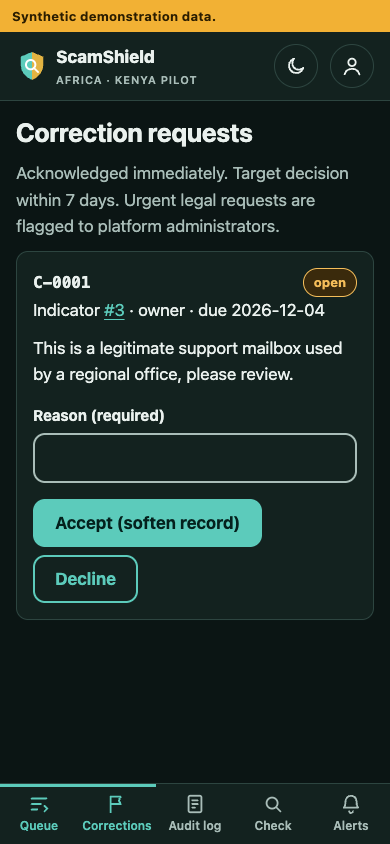 Synthetic demonstration data.
ScamShield
AFRICA · KENYA PILOT
Correction requests
Acknowledged immediately. Target decision
within 7 days. Urgent legal requests are
flagged to platform administrators.
C-0001
open
Indicator #3 · owner · due 2026-12-04
This is a legitimate support mailbox used
by a regional office, please review.
Reason (required)
Accept (soften record)
Decline
Queue
Corrections
Audit log
Check
Alerts